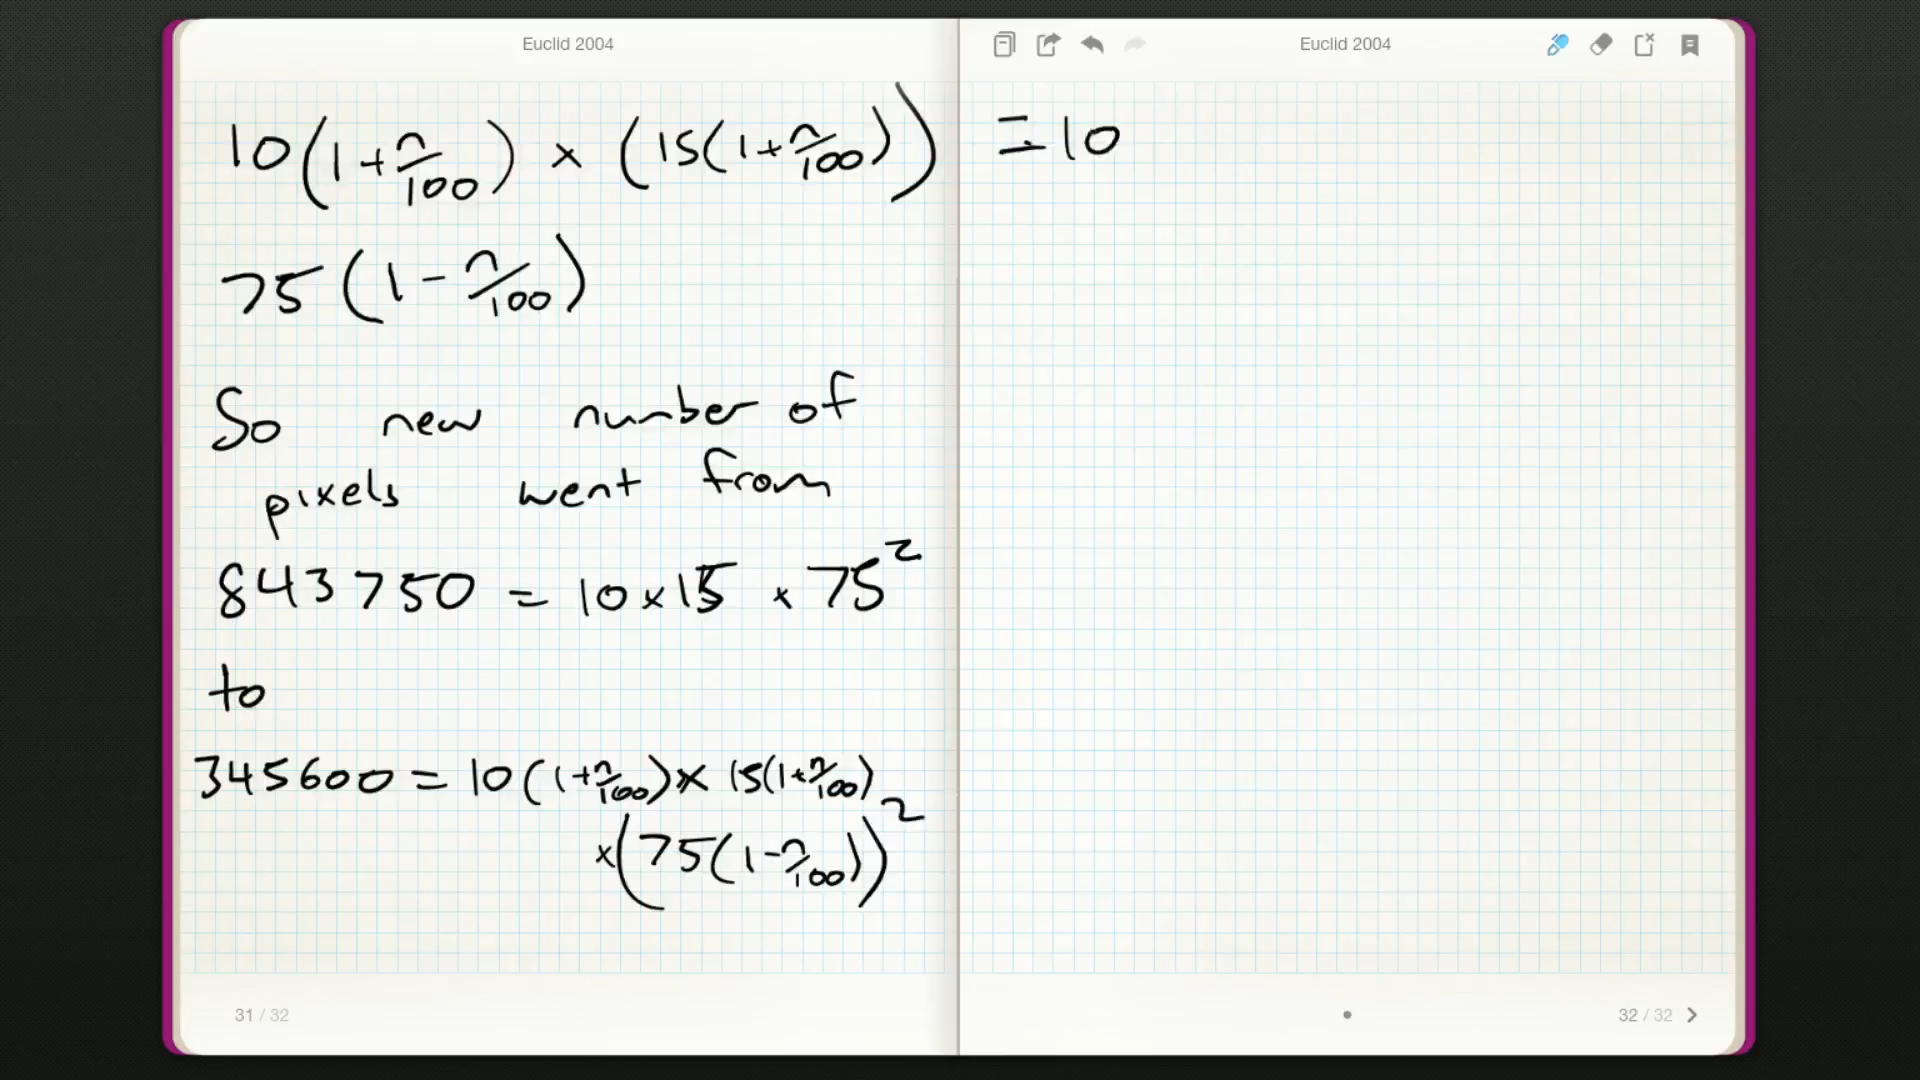 Euclid 2004
10(1+n/100) × (15(1+n/100))
75(1-n/100)
So new number of
pixels went from
843750 = 10×15 × 75²
to
345600 = 10(1+n/100)× 15(1+n/100)
×(75(1-n/100))²
31 / 32
Euclid 2004
=10
32 / 32